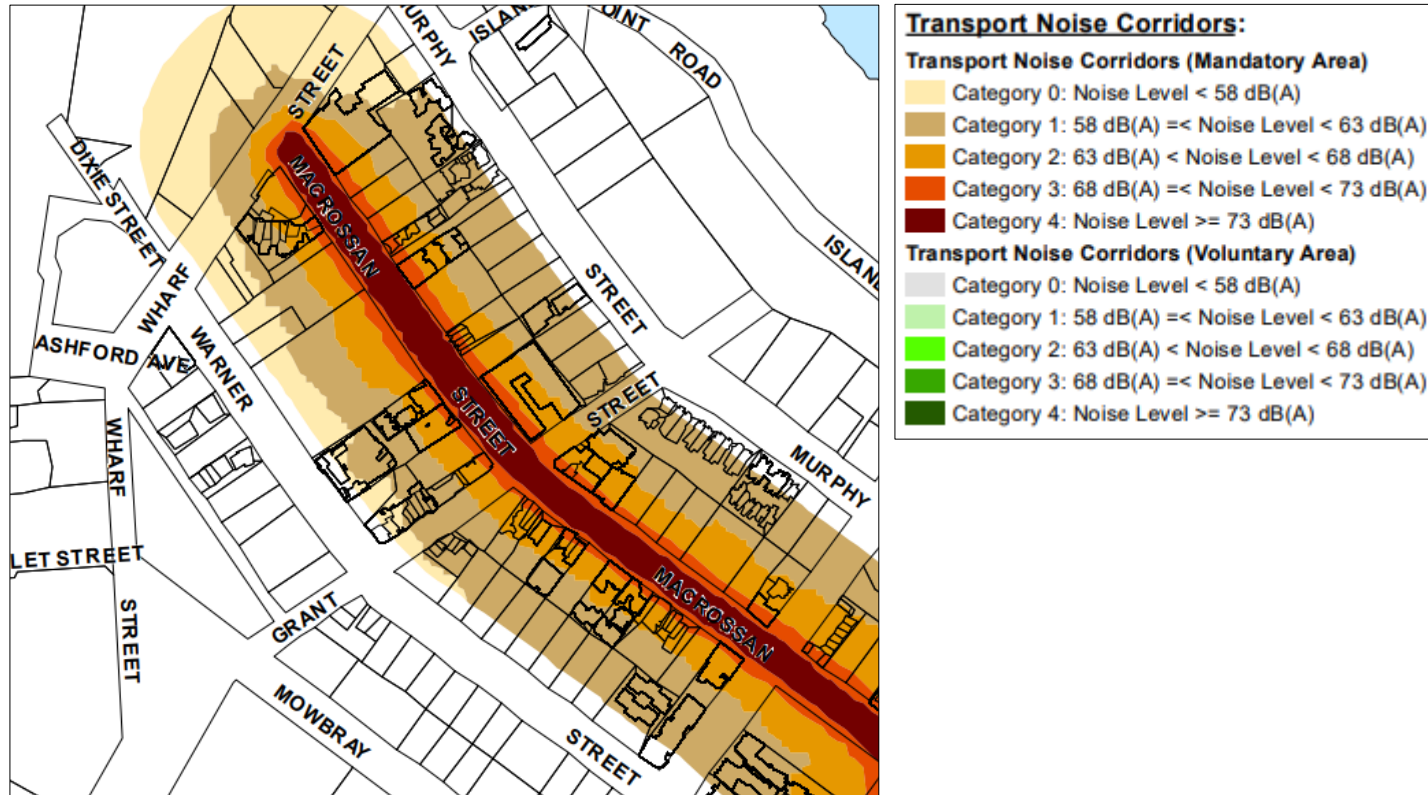 MURPHY
ISLAND
OINT
ROAD
STREET
ISLAND
DIXIE STREET
MACROSSAN
WHARF
STREET
ASHFORD AVE
WARNER
STREET
STREET
WHARF
MURPHY
LET STREET
MACROSSAN
STREET
GRANT
MOWBRAY
STREET
Transport Noise Corridors:
Transport Noise Corridors (Mandatory Area)
Category 0: Noise Level < 58 dB(A)
Category 1: 58 dB(A) =< Noise Level < 63 dB(A)
Category 2: 63 dB(A) < Noise Level < 68 dB(A)
Category 3: 68 dB(A) =< Noise Level < 73 dB(A)
Category 4: Noise Level >= 73 dB(A)
Transport Noise Corridors (Voluntary Area)
Category 0: Noise Level < 58 dB(A)
Category 1: 58 dB(A) =< Noise Level < 63 dB(A)
Category 2: 63 dB(A) < Noise Level < 68 dB(A)
Category 3: 68 dB(A) =< Noise Level < 73 dB(A)
Category 4: Noise Level >= 73 dB(A)